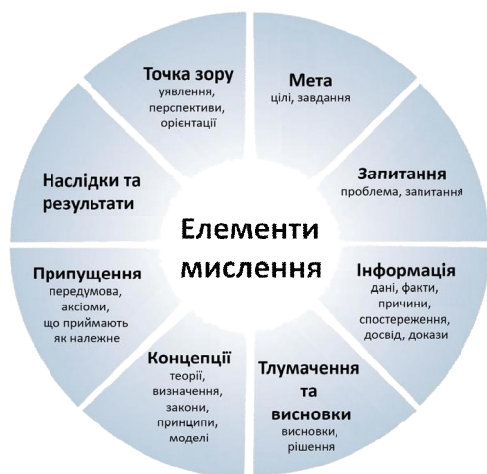 Елементи
мислення
Мета
цілі, завдання
Запитання
проблема, запитання
Інформація
дані, факти,
причини,
спостереження,
досвід, докази
Тлумачення
та
висновки
висновки,
рішення
Концепції
теорії,
визначення,
закони,
принципи,
моделі
Припущення
передумова,
аксіоми,
що приймають
як належне
Наслідки та
результати
Точка зору
уявлення,
перспективи,
орієнтації